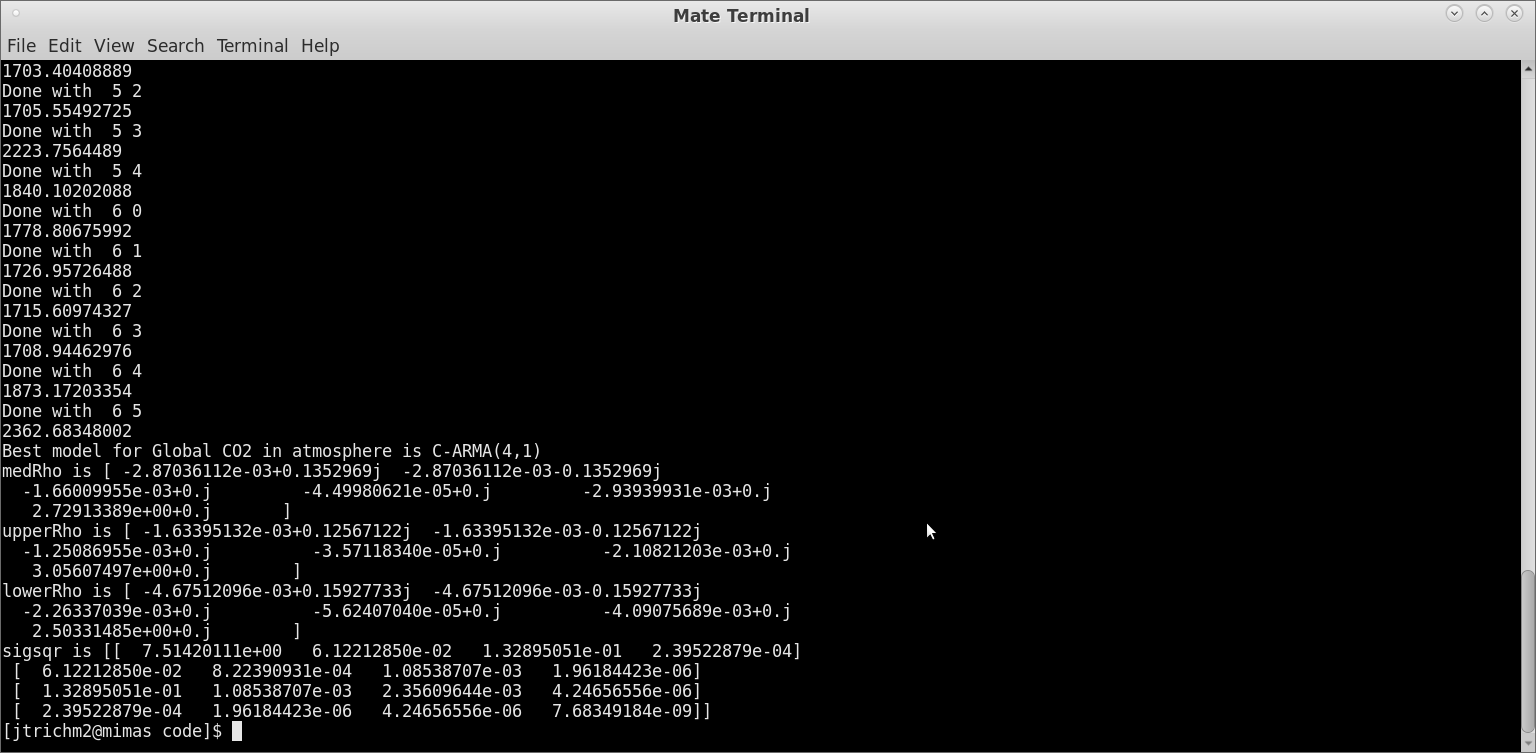 Mate Terminal
File Edit View Search Terminal Help
1703.40408889
Done with  5 2
1705.55492725
Done with  5 3
2223.7564489
Done with  5 4
1840.10202088
Done with  6 0
1778.80675992
Done with  6 1
1726.95726488
Done with  6 2
1715.60974327
Done with  6 3
1708.94462976
Done with  6 4
1873.17203354
Done with  6 5
2362.68348002
Best model for Global CO2 in atmosphere is C-ARMA(4,1)
medRho is [ -2.87036112e-03+0.1352969j  -2.87036112e-03-0.1352969j
  -1.66009955e-03+0.j         -4.49980621e-05+0.j         -2.93939931e-03+0.j
   2.72913389e+00+0.j       ]
upperRho is [ -1.63395132e-03+0.12567122j  -1.63395132e-03-0.12567122j
  -1.25086955e-03+0.j          -3.57118340e-05+0.j          -2.10821203e-03+0.j
   3.05607497e+00+0.j        ]
lowerRho is [ -4.67512096e-03+0.15927733j  -4.67512096e-03-0.15927733j
  -2.26337039e-03+0.j          -5.62407040e-05+0.j          -4.09075689e-03+0.j
   2.50331485e+00+0.j        ]
sigsqr is [[  7.51420111e+00   6.12212850e-02   1.32895051e-01   2.39522879e-04]
 [  6.12212850e-02   8.22390931e-04   1.08538707e-03   1.96184423e-06]
 [  1.32895051e-01   1.08538707e-03   2.35609644e-03   4.24656556e-06]
 [  2.39522879e-04   1.96184423e-06   4.24656556e-06   7.68349184e-09]]
[jtrichm2@mimas code]$